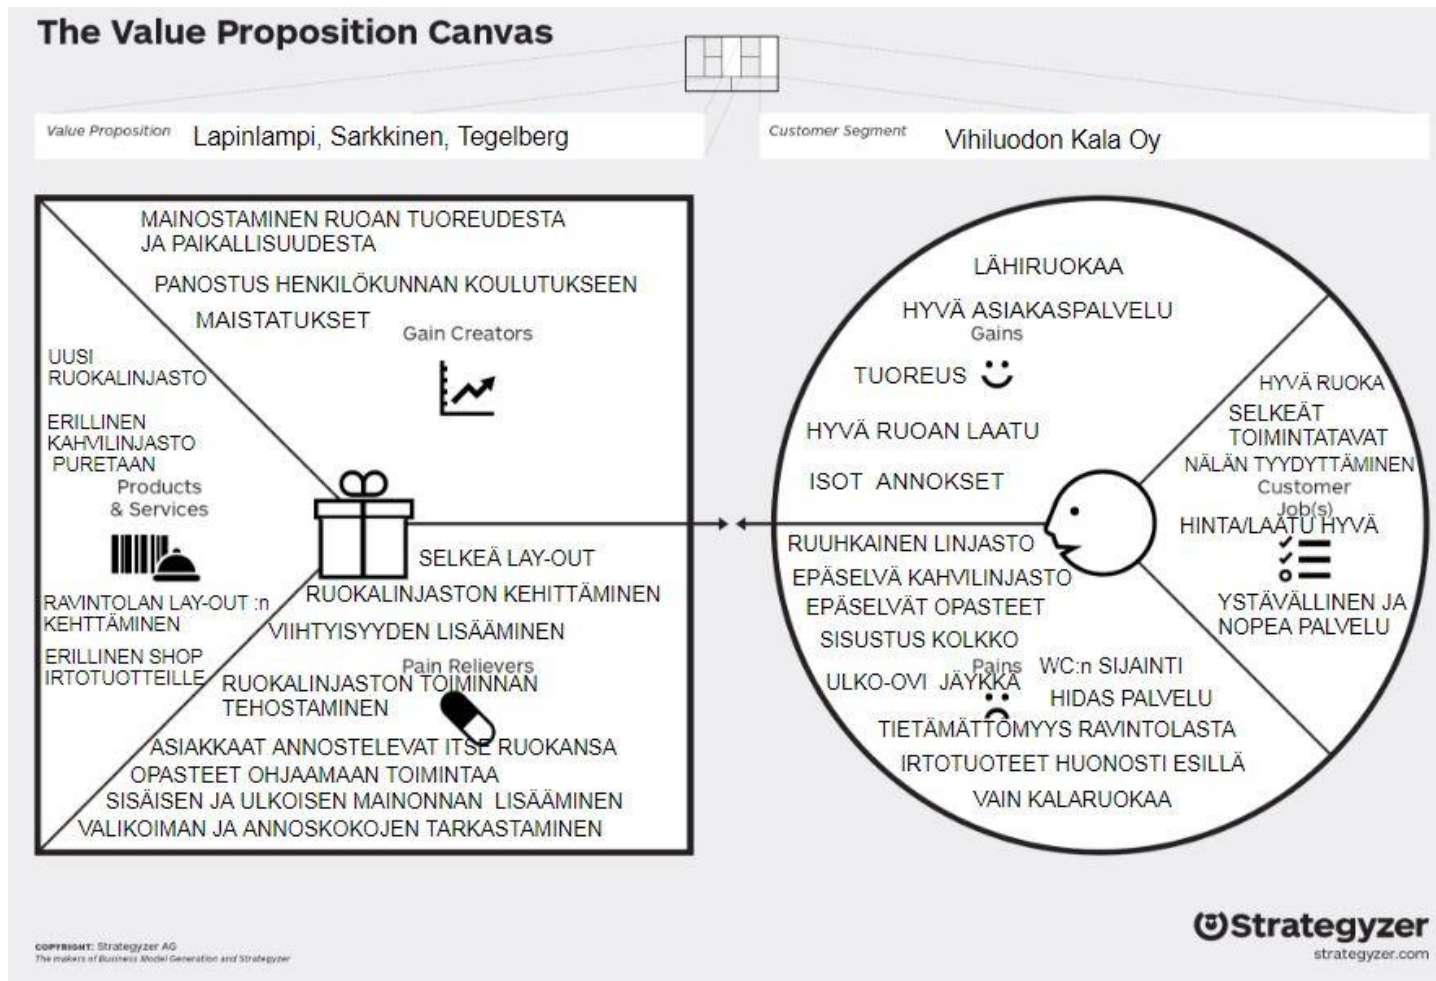 The Value Proposition Canvas
Value Proposition
Lapinlampi, Sarkkinen, Tegelberg
Customer Segment
Vihiluodon Kala Oy
MAINOSTAMINEN RUOAN TUOREUDESTA
JA PAIKALLISUUDESTA
PANOSTUS HENKILÖKUNNAN KOULUTUKSEEN
MAISTATUKSET
Gain Creators
UUSI
RUOKALINJASTO
ERILLINEN
KAHVILINJASTO
PURETAAN
Products
& Services
RAVINTOLAN LAY-OUT :n
KEHTTÄMINEN
ERILLINEN SHOP
IRTOTUOTTEILLE
SELKEÄ LAY-OUT
RUOKALINJASTON KEHITTÄMINEN
VIIHTYISYYDEN LISÄÄMINEN
Pain Relievers
RUOKALINJASTON TOIMINNAN
TEHOSTAMINEN
ASIAKKAAT ANNOSTELEVAT ITSE RUOKANSA
OPASTEET OHJAAMAAN TOIMINTAA
SISÄISEN JA ULKOISEN MAINONNAN LISÄÄMINEN
VALIKOIMAN JA ANNOSKOKOJEN TARKASTAMINEN
LÄHIRUOKAA
HYVÄ ASIAKASPALVELU
Gains
TUOREUS
HYVÄ RUOAN LAATU
ISOT ANNOKSET
HYVÄ RUOKA
SELKEÄT
TOIMINTATAVAT
NÄLÄN TYYDYTTÄMINEN
Customer
Job(s)
HINTA/LAATU HYVÄ
YSTÄVÄLLINEN JA
NOPEA PALVELU
RUUHKAINEN LINJASTO
EPÄSELVÄ KAHVILINJASTO
EPÄSELVÄT OPASTEET
SISUSTUS KOLKKO
Pains
WC:n SIJAINTI
ULKO-OVI JÄYKKÄ
HIDAS PALVELU
TIETÄMÄTTÖMYYS RAVINTOLASTA
IRTOTUOTEET HUONOSTI ESILLÄ
VAIN KALARUOKAA
COPYRIGHT: Strategyzer AG
The makers of Business Model Generation and Strategyzer
Strategyzer
strategyzer.com